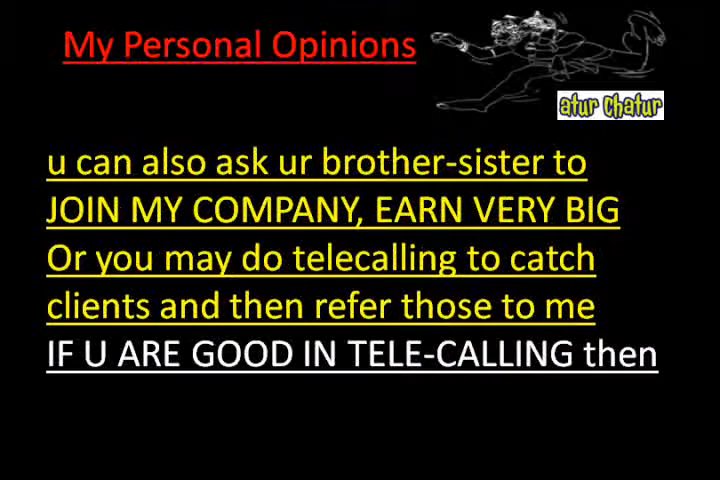 My Personal Opinions
atur chatur
u can also ask ur brother-sister to
JOIN MY COMPANY, EARN VERY BIG
Or you may do telecalling to catch
clients and then refer those to me
IF U ARE GOOD IN TELE-CALLING then